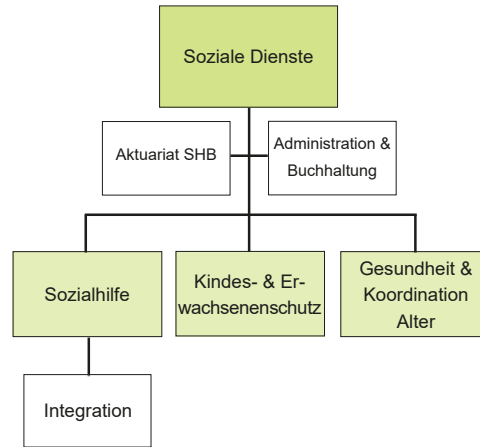 Soziale Dienste
Aktuariat SHB
Administration &
Buchhaltung
Sozialhilfe
Kindes- & Er-
wachsenenschutz
Gesundheit &
Koordination
Alter
Integration